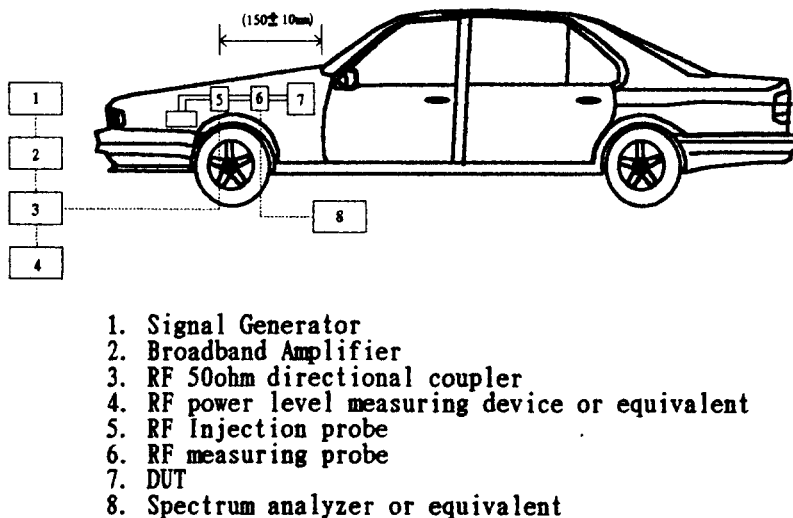 (150± 10mm)
1
2
3
4
5
6
7
8
1. Signal Generator
2. Broadband Amplifier
3. RF 50ohm directional coupler
4. RF power level measuring device or equivalent
5. RF Injection probe
6. RF measuring probe
7. DUT
8. Spectrum analyzer or equivalent